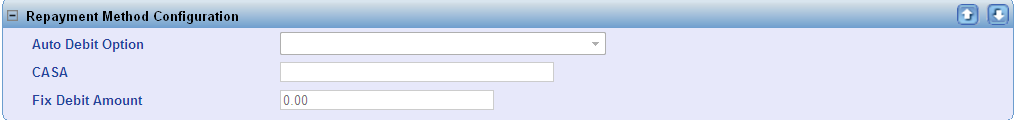 Repayment Method Configuration
Auto Debit Option
CASA
Fix Debit Amount 0.00